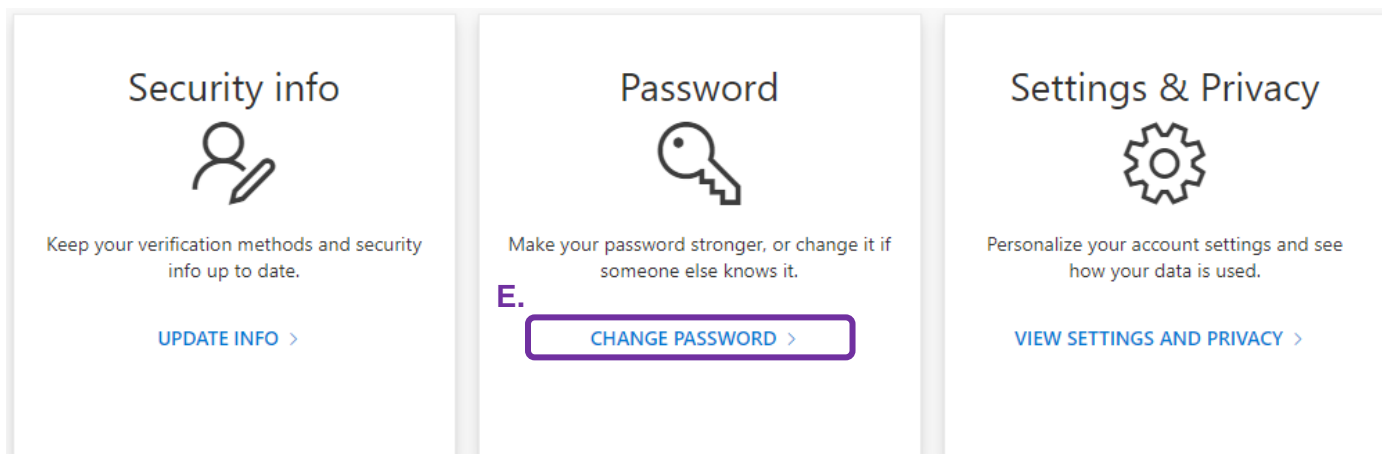 Security info
Keep your verification methods and security
info up to date.
UPDATE INFO >
Password
Make your password stronger, or change it if
someone else knows it.
E.
CHANGE PASSWORD >
Settings & Privacy
Personalize your account settings and see
how your data is used.
VIEW SETTINGS AND PRIVACY >